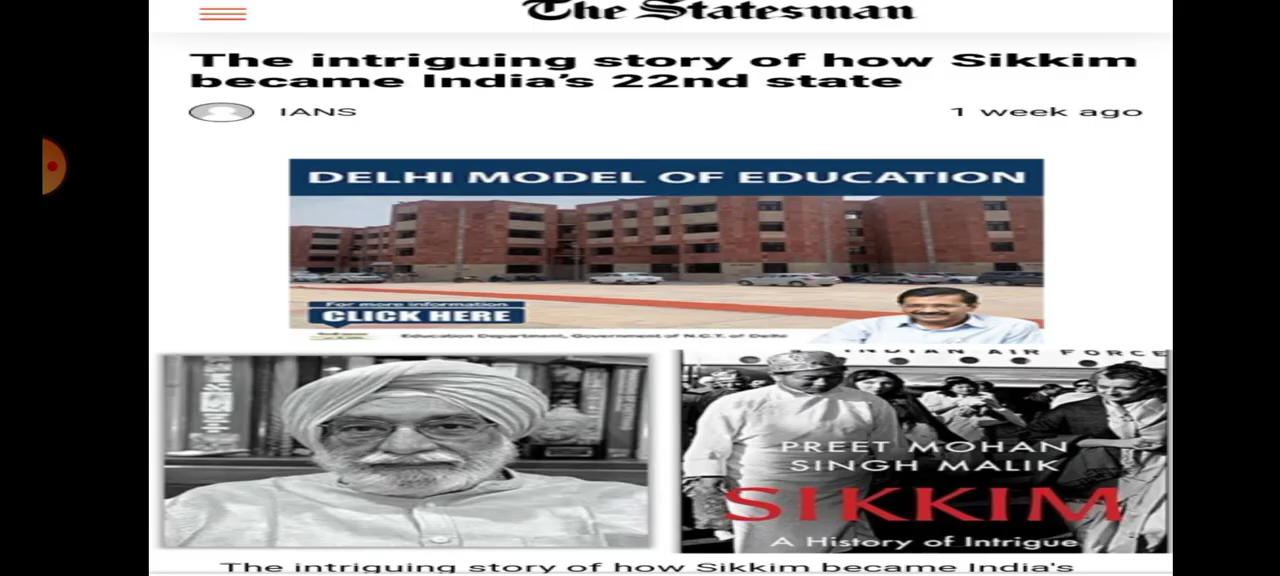 The Statesman
The intriguing story of how Sikkim
became India's 22nd state
IANS
1 week ago
DELHI MODEL OF EDUCATION
For more information
CLICK HERE
Education Department, Government of N.C.T. of Delhi
INDIAN AIR FORCE
PREET MOHAN
SINGH MALIK
SIKKIM
A History of Intrigue
The intriguing story of how Sikkim became India's